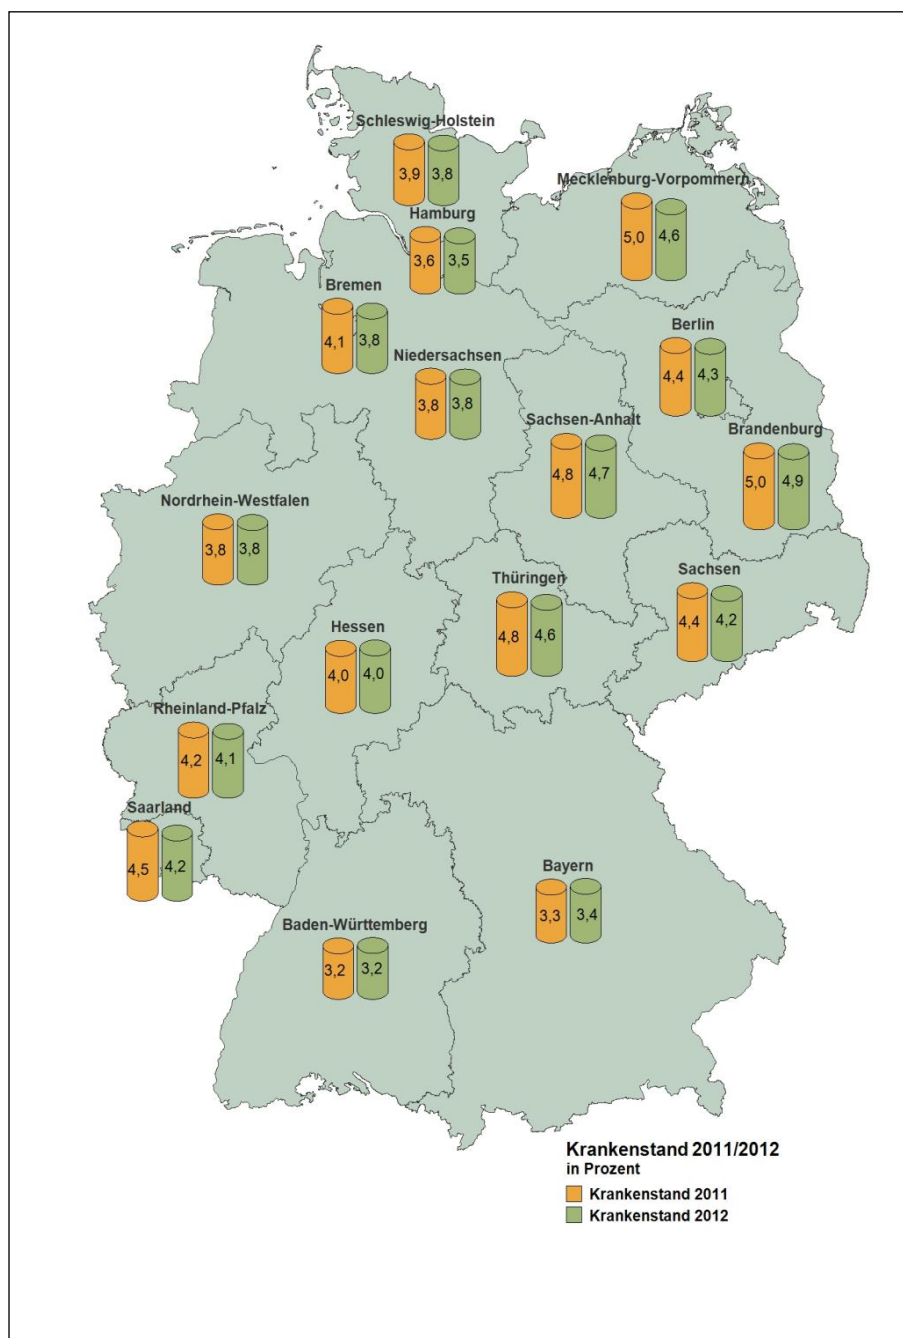 Schleswig-Holstein
3,9 3,8
Mecklenburg-Vorpommern
5,0 4,6
Hamburg
3,6 3,5
Bremen
4,1 3,8
Berlin
4,4 4,3
Niedersachsen
3,8 3,8
Sachsen-Anhalt
4,8 4,7
Brandenburg
5,0 4,9
Nordrhein-Westfalen
3,8 3,8
Thüringen
4,8 4,6
Sachsen
4,4 4,2
Hessen
4,0 4,0
Rheinland-Pfalz
4,2 4,1
Saarland
4,5 4,2
Bayern
3,3 3,4
Baden-Württemberg
3,2 3,2
Krankenstand 2011/2012
in Prozent
Krankenstand 2011
Krankenstand 2012